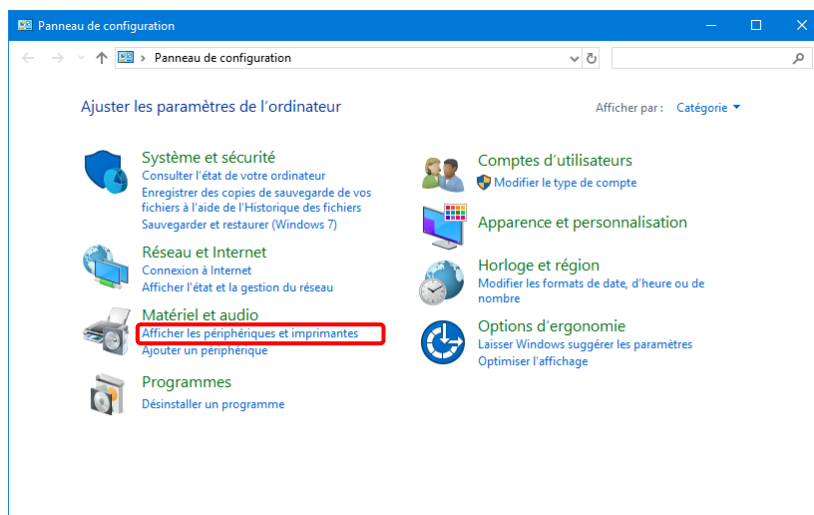 Panneau de configuration
Panneau de configuration
Ajuster les paramètres de l’ordinateur
Afficher par : Catégorie
Système et sécurité
Consulter l’état de votre ordinateur
Enregistrer des copies de sauvegarde de vos
fichiers à l’aide de l’Historique des fichiers
Sauvegarder et restaurer (Windows 7)
Réseau et Internet
Connexion à Internet
Afficher l’état et la gestion du réseau
Matériel et audio
Afficher les périphériques et imprimantes
Ajouter un périphérique
Programmes
Désinstaller un programme
Comptes d’utilisateurs
Modifier le type de compte
Apparence et personnalisation
Horloge et région
Modifier les formats de date, d’heure ou de
nombre
Options d’ergonomie
Laisser Windows suggérer les paramètres
Optimiser l’affichage